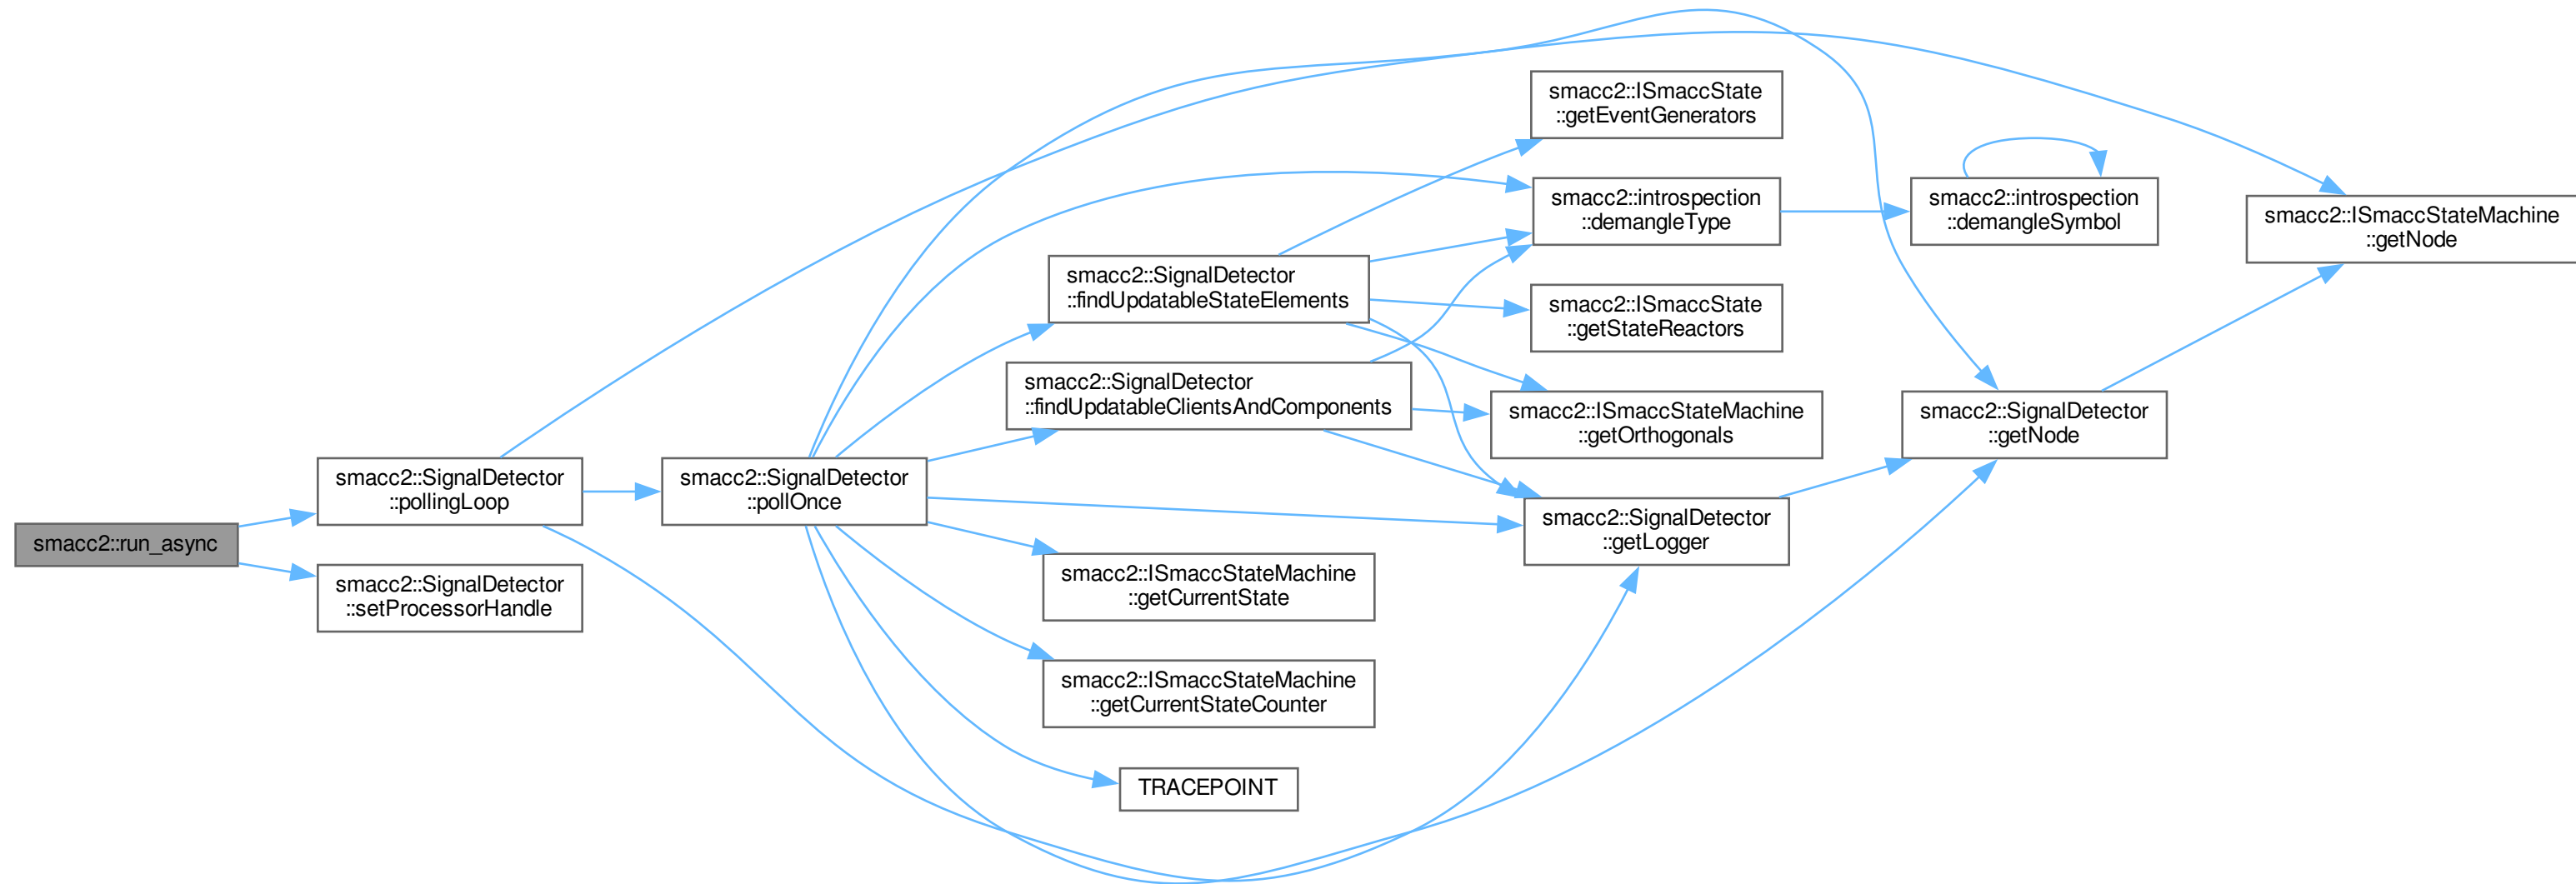 smacc2::run_async
smacc2::SignalDetector
::pollingLoop
smacc2::SignalDetector
::setProcessorHandle
smacc2::SignalDetector
::pollOnce
smacc2::SignalDetector
::findUpdatableStateElements
smacc2::SignalDetector
::findUpdatableClientsAndComponents
smacc2::ISmaccStateMachine
::getCurrentState
smacc2::ISmaccStateMachine
::getCurrentStateCounter
TRACEPOINT
smacc2::ISmaccState
::getEventGenerators
smacc2::introspection
::demangleType
smacc2::ISmaccState
::getStateReactors
smacc2::ISmaccStateMachine
::getOrthogonals
smacc2::SignalDetector
::getLogger
smacc2::introspection
::demangleSymbol
smacc2::SignalDetector
::getNode
smacc2::ISmaccStateMachine
::getNode